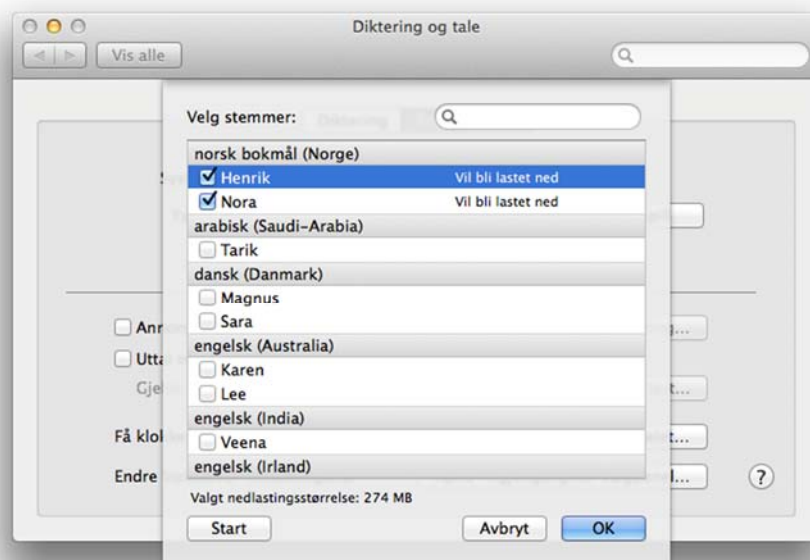 Diktering og tale
Vis alle
Velg stemmer:
norsk bokmål (Norge)
Henrik Vil bli lastet ned
Nora Vil bli lastet ned
arabisk (Saudi-Arabia)
Tarik
dansk (Danmark)
Magnus
Sara
engelsk (Australia)
Karen
Lee
engelsk (India)
Veena
engelsk (Irland)
Valgt nedlastingsstørrelse: 274 MB
Start Avbryt OK
Få
Endre
?